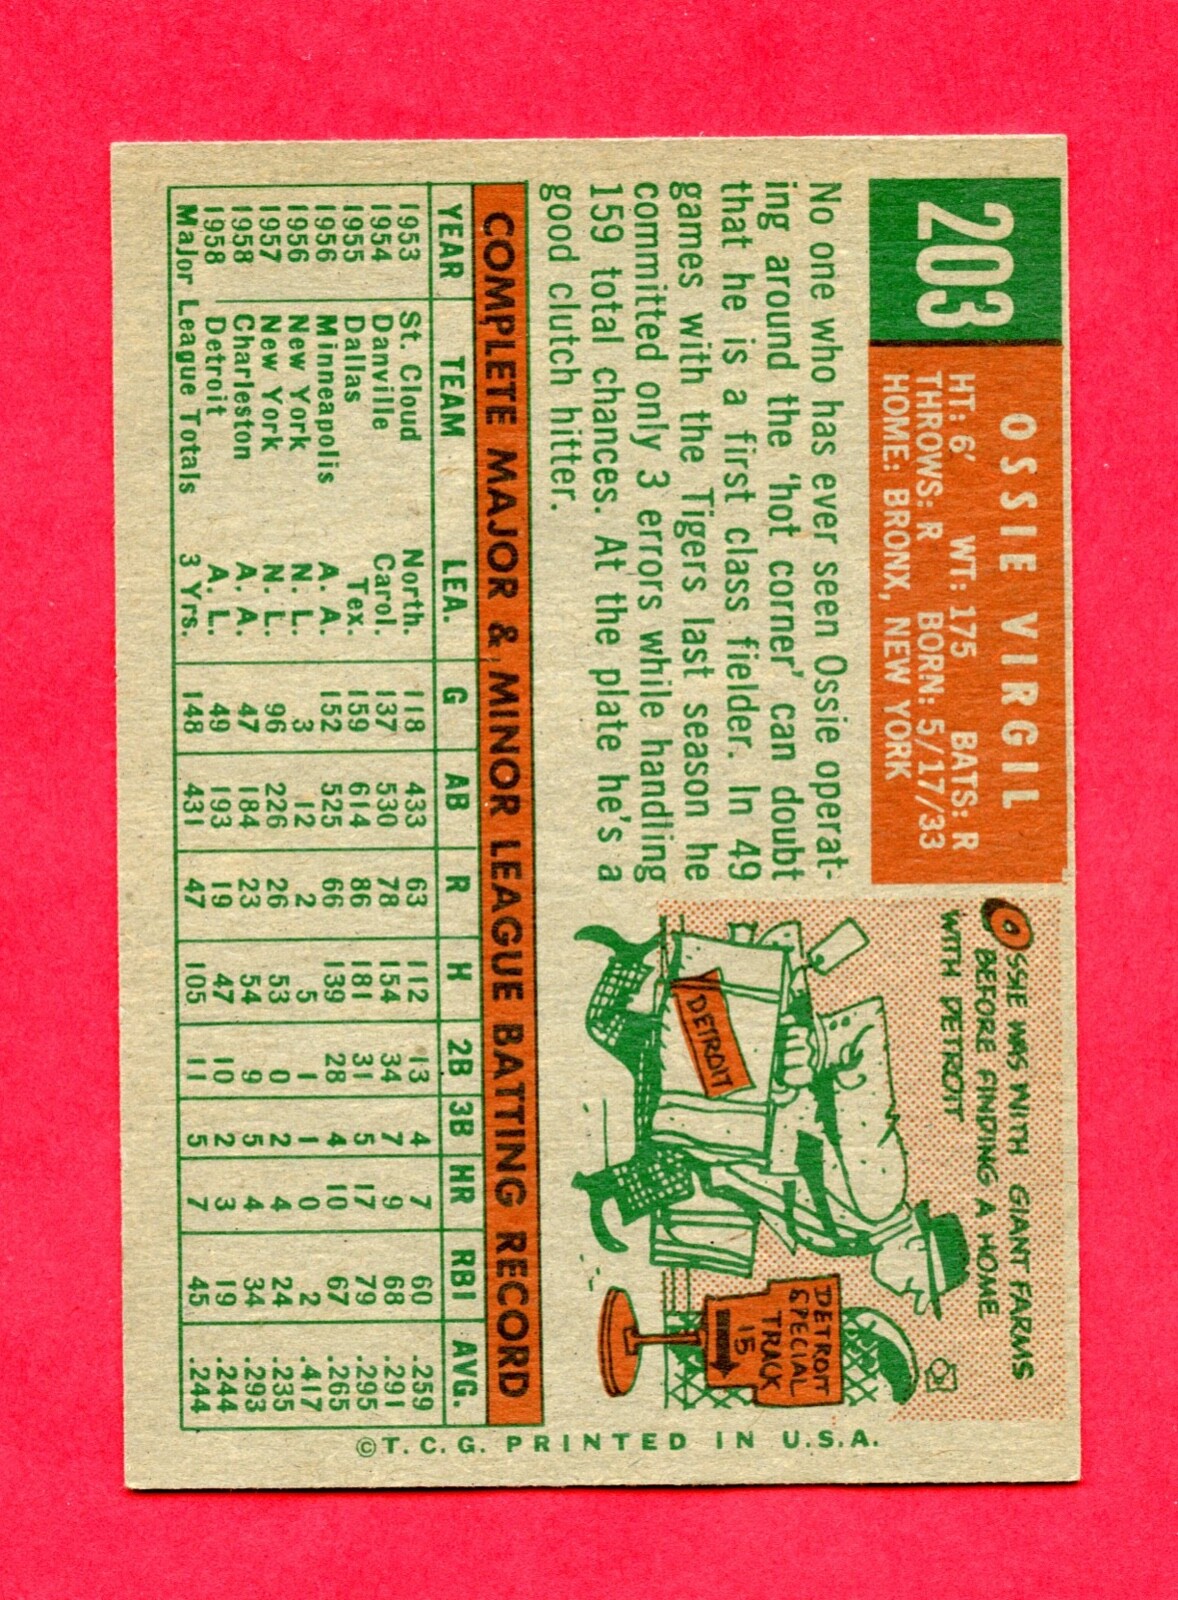 203
OSSIE VIRGIL
HT: 6' WT: 175 BATS: R
THROWS: R BORN: 5/17/33
HOME: BRONX, NEW YORK
No one who has ever seen Ossie operat-
ing around the 'hot corner' can doubt
that he is a first class fielder. In 49
games with the Tigers last season he
committed only 3 errors while handling
159 total chances. At the plate he's a
good clutch hitter.
OSSIE WAS WITH GIANT FARMS
BEFORE FINDING A HOME
WITH DETROIT
DETROIT
DETROIT
SPECIAL
TRACK
15
COMPLETE MAJOR & MINOR LEAGUE BATTING RECORD
YEAR TEAM LEA. G AB R H 2B 3B HR RBI AVG.
1953 St. Cloud North. 118 433 63 112 13 4 7 60 .259
1954 Danville Carol. 137 530 78 154 34 7 9 68 .291
1955 Dallas Tex. 159 614 86 181 31 5 17 79 .295
1956 Minneapolis A. A. 152 525 66 139 28 4 10 67 .265
1956 New York N. L. 3 12 2 5 1 1 0 2 .417
1957 New York N. L. 96 226 26 53 0 2 4 24 .235
1958 Charleston A. A. 47 184 23 54 9 5 4 34 .293
1958 Detroit A. L. 49 193 19 47 10 2 3 19 .244
Major League Totals 3 Yrs. 148 431 47 105 11 5 7 45 .244
©T.C.G. PRINTED IN U.S.A.